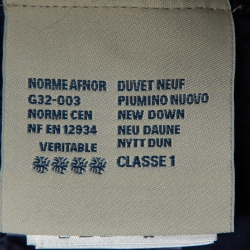 NORME AFNOR
G32-003
NORME CEN
NF EN 12934
VERITABLE
DUVET NEUF
PIUMINO NUOVO
NEW DOWN
NEU DAUNE
NYTT DUN
CLASSE 1